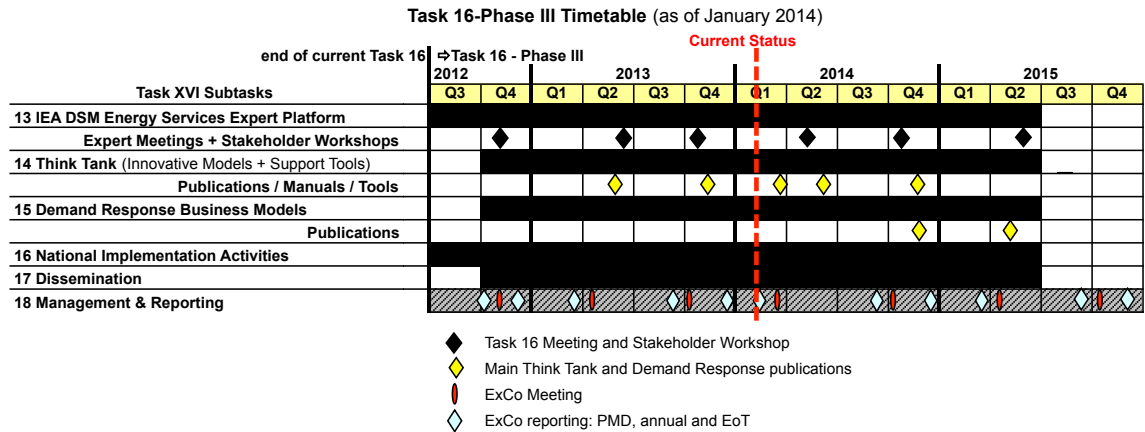 Task 16-Phase III Timetable (as of January 2014)
Current Status
end of current Task 16 ⇨Task 16 - Phase III
2012 2013 2014 2015
Task XVI Subtasks Q3 Q4 Q1 Q2 Q3 Q4 Q1 Q2 Q3 Q4 Q1 Q2 Q3 Q4
13 IEA DSM Energy Services Expert Platform
Expert Meetings + Stakeholder Workshops
14 Think Tank (Innovative Models + Support Tools)
Publications / Manuals / Tools
15 Demand Response Business Models
Publications
16 National Implementation Activities
17 Dissemination
18 Management & Reporting
Task 16 Meeting and Stakeholder Workshop
Main Think Tank and Demand Response publications
ExCo Meeting
ExCo reporting: PMD, annual and EoT